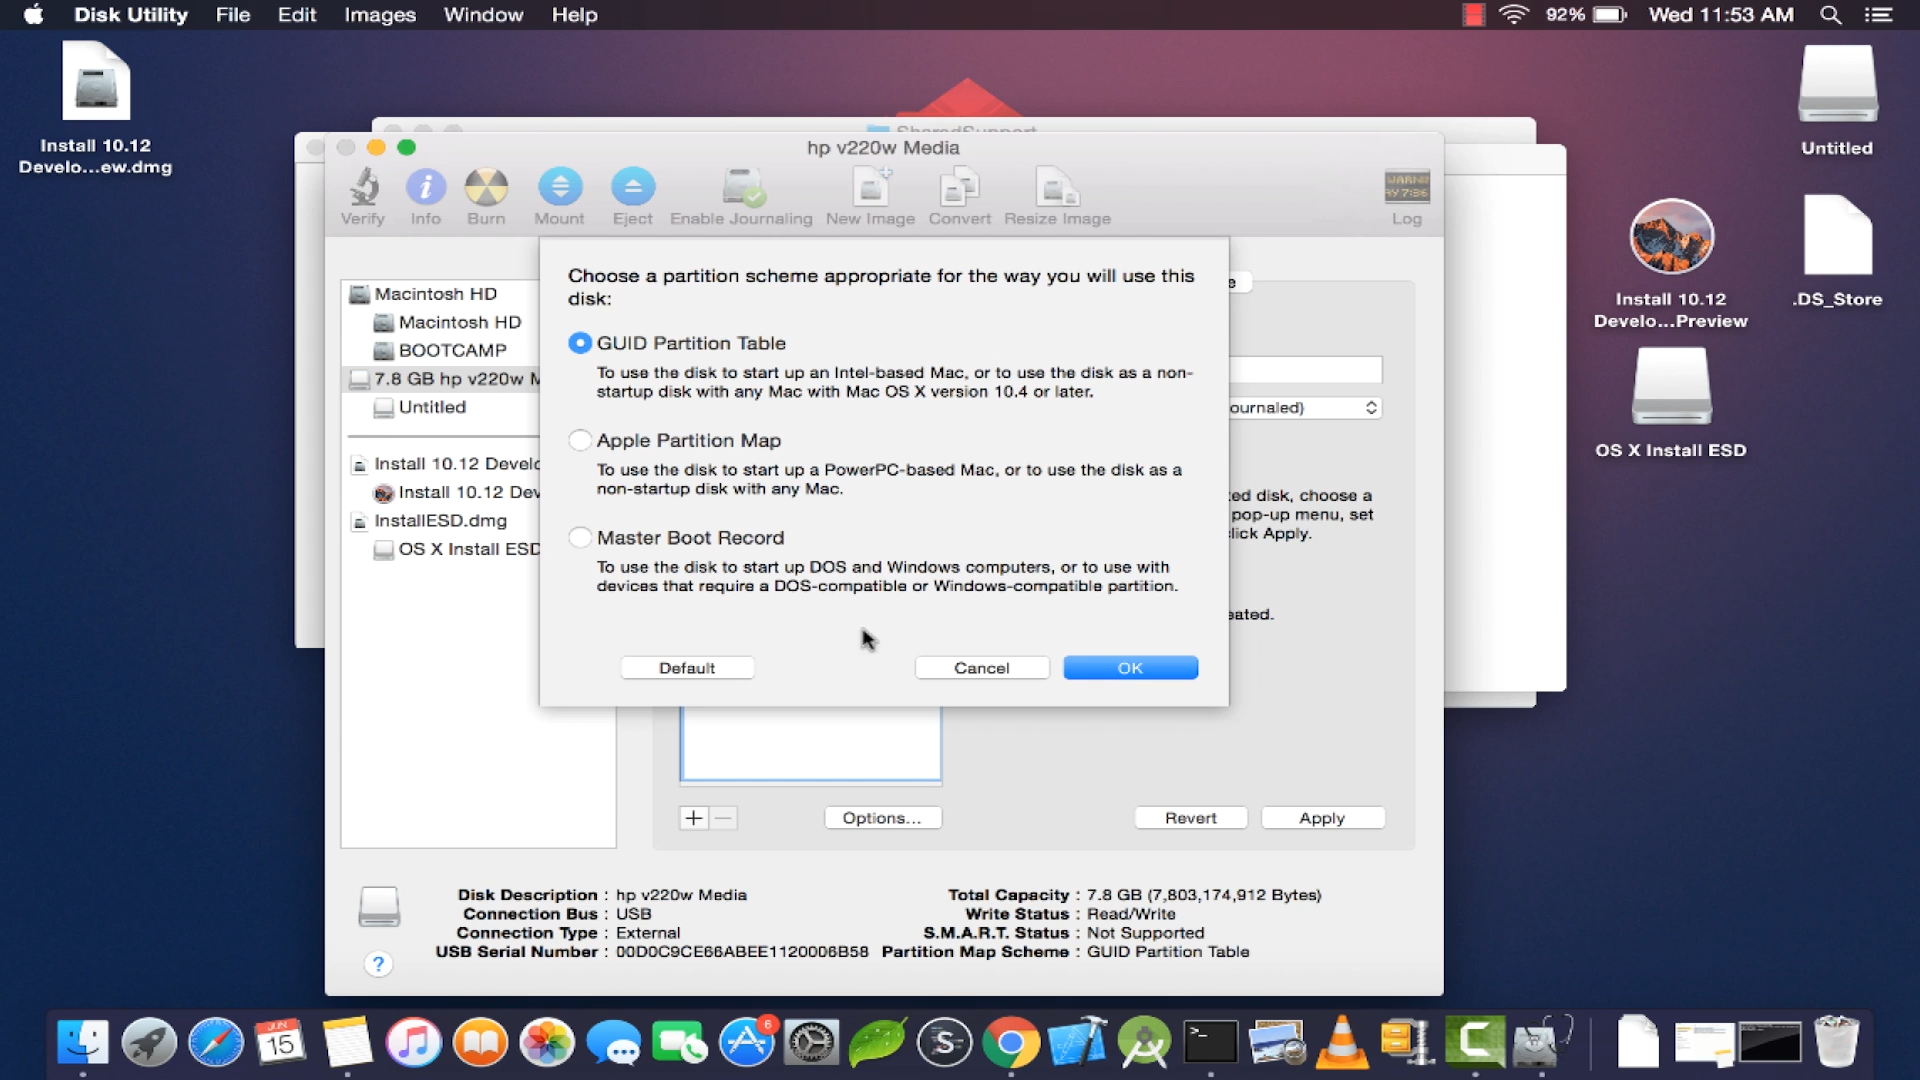 Disk Utility File Edit Images Window Help
92% Wed 11:53 AM
Install 10.12
Develo...ew.dmg
Untitled
SharedSupport
hp v220w Media
Verify Info Burn Mount Eject Enable Journaling New Image Convert Resize Image
WARNI
AY 7:36
Log
Install 10.12
Develo...Preview
.DS_Store
OS X Install ESD
Macintosh HD
Macintosh HD
BOOTCAMP
7.8 GB hp v220w M
Untitled
Install 10.12 Develo
Install 10.12 Dev
InstallESD.dmg
OS X Install ESD
Choose a partition scheme appropriate for the way you will use this
disk:
GUID Partition Table
To use the disk to start up an Intel-based Mac, or to use the disk as a non-
startup disk with any Mac with Mac OS X version 10.4 or later.
Apple Partition Map
To use the disk to start up a PowerPC-based Mac, or to use the disk as a
non-startup disk with any Mac.
Master Boot Record
To use the disk to start up DOS and Windows computers, or to use with
devices that require a DOS-compatible or Windows-compatible partition.
Default Cancel OK
e
ournaled)
ed disk, choose a
pop-up menu, set
lick Apply.
eated.
+ − Options... Revert Apply
Disk Description : hp v220w Media
Connection Bus : USB
Connection Type : External
USB Serial Number : 00D0C9CE66ABEE1120006B58
Total Capacity : 7.8 GB (7,803,174,912 Bytes)
Write Status : Read/Write
S.M.A.R.T. Status : Not Supported
Partition Map Scheme : GUID Partition Table
?
JUN
15
6
S
>_
C